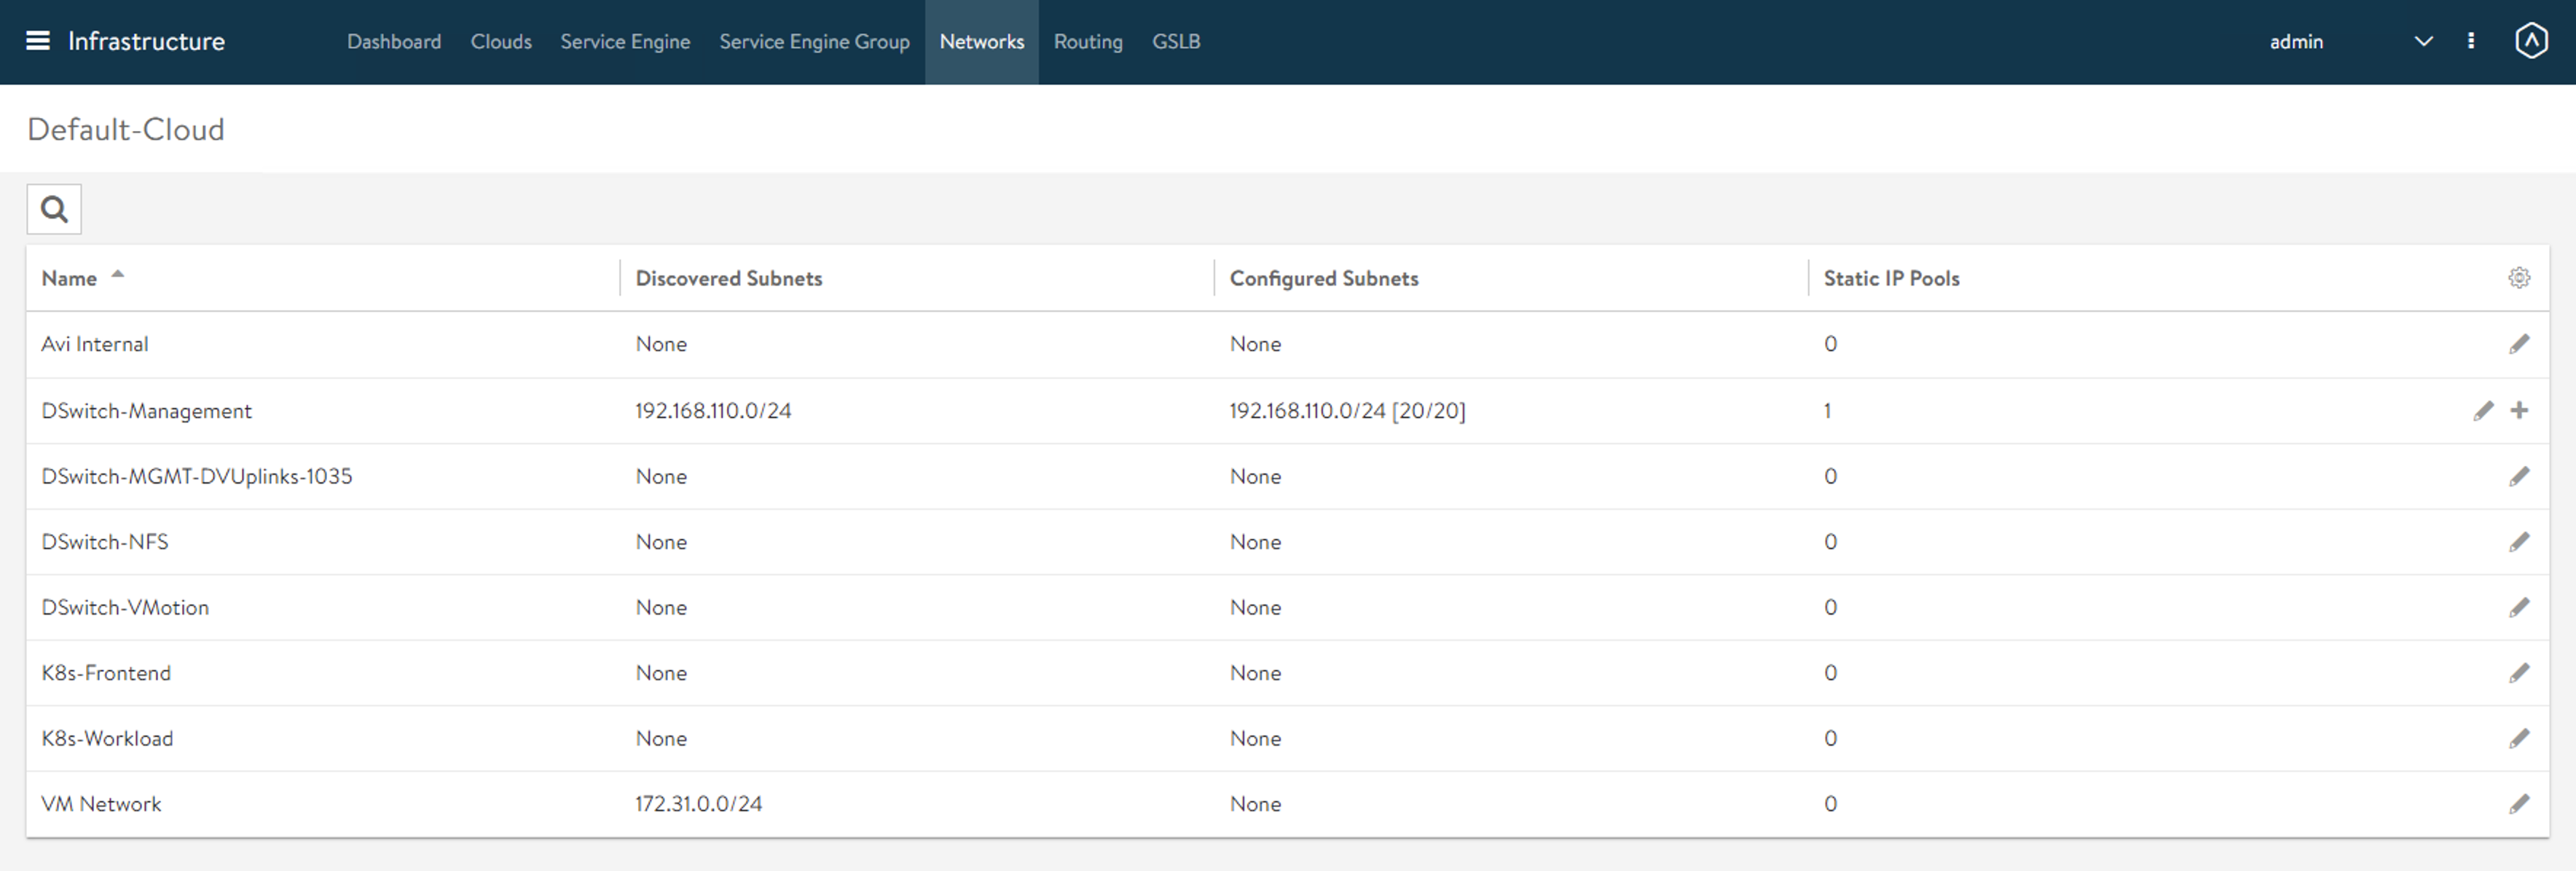 Infrastructure Dashboard Clouds Service Engine Service Engine Group Networks Routing GSLB admin
Default-Cloud
Name Discovered Subnets Configured Subnets Static IP Pools
Avi Internal None None 0
DSwitch-Management 192.168.110.0/24 192.168.110.0/24 [20/20] 1
DSwitch-MGMT-DVUplinks-1035 None None 0
DSwitch-NFS None None 0
DSwitch-VMotion None None 0
K8s-Frontend None None 0
K8s-Workload None None 0
VM Network 172.31.0.0/24 None 0